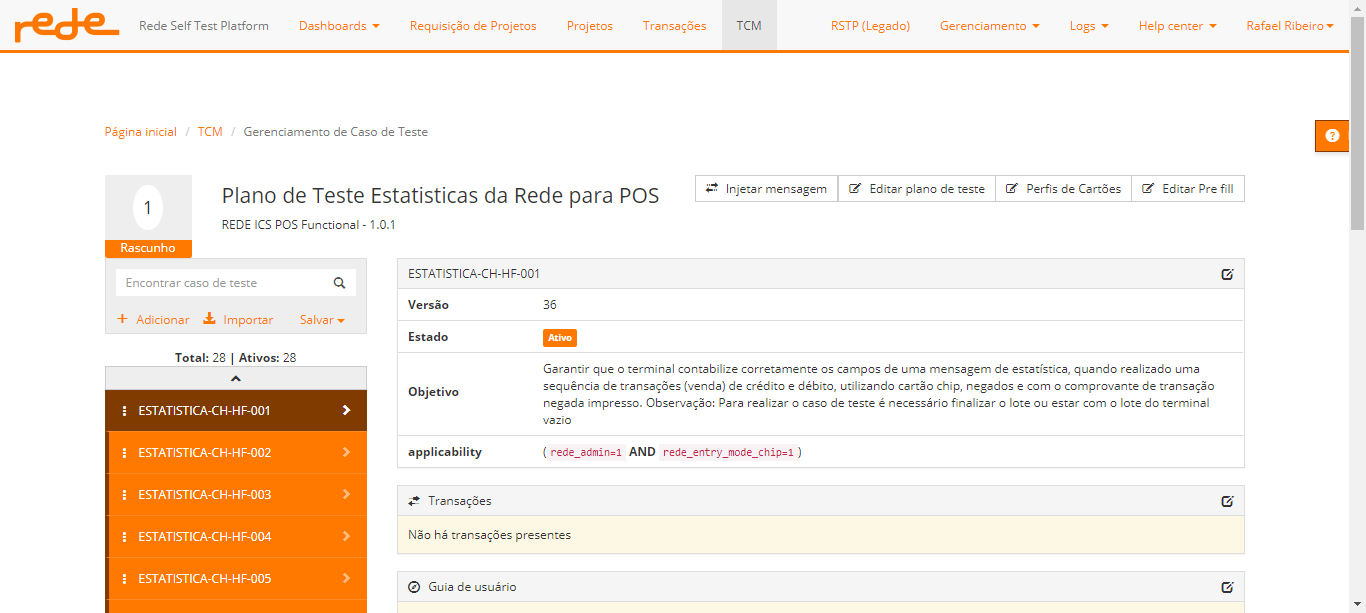 rede Rede Self Test Platform Dashboards Requisição de Projetos Projetos Transações TCM RSTP (Legado) Gerenciamento Logs Help center Rafael Ribeiro
Página inicial / TCM / Gerenciamento de Caso de Teste
1
Rascunho
Plano de Teste Estatisticas da Rede para POS
REDE ICS POS Functional - 1.0.1
Injetar mensagem Editar plano de teste Perfis de Cartões Editar Pre fill
Encontrar caso de teste
+ Adicionar Importar Salvar
Total: 28 | Ativos: 28
ESTATISTICA-CH-HF-001
ESTATISTICA-CH-HF-002
ESTATISTICA-CH-HF-003
ESTATISTICA-CH-HF-004
ESTATISTICA-CH-HF-005
ESTATISTICA-CH-HF-001
Versão 36
Estado Ativo
Objetivo
Garantir que o terminal contabilize corretamente os campos de uma mensagem de estatística, quando realizado uma
sequência de transações (venda) de crédito e débito, utilizando cartão chip, negados e com o comprovante de transação
negada impresso. Observação: Para realizar o caso de teste é necessário finalizar o lote ou estar com o lote do terminal
vazio
applicability ( rede_admin=1 AND rede_entry_mode_chip=1 )
Transações
Não há transações presentes
Guia de usuário